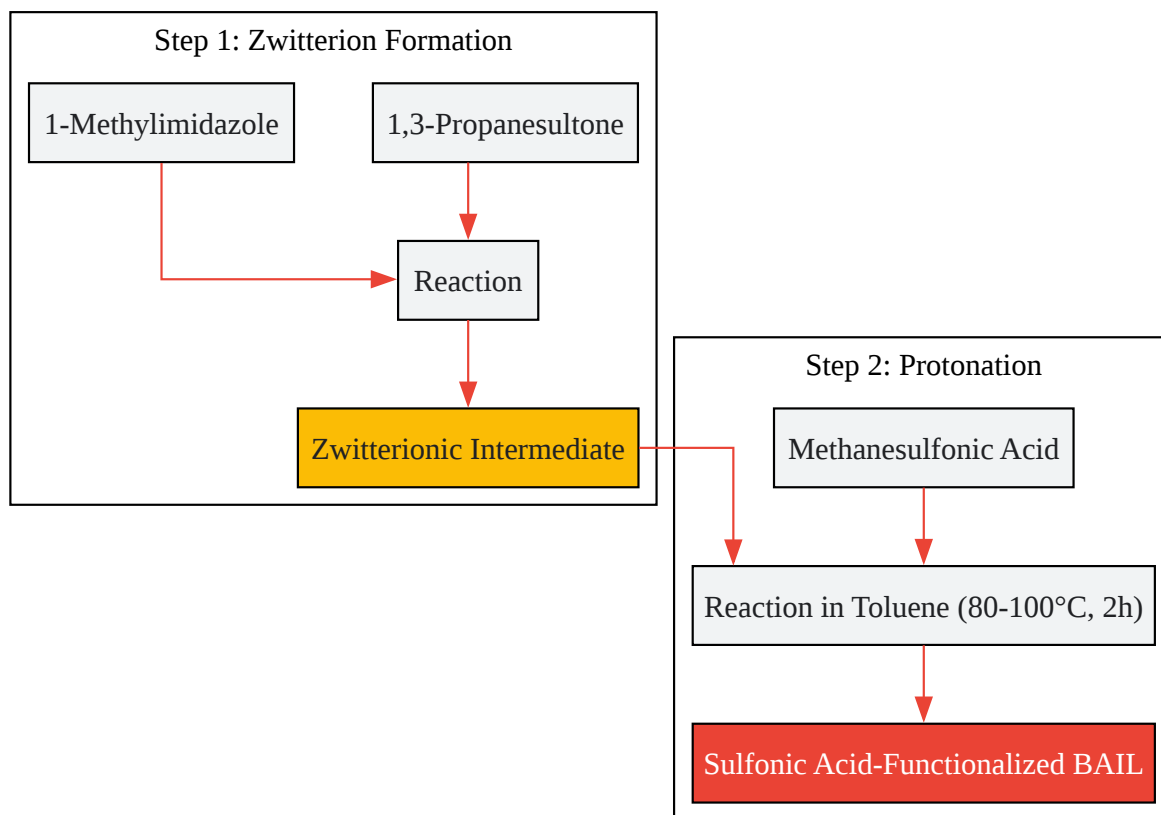 Step 1: Zwitterion Formation
1-Methylimidazole
1,3-Propanesultone
Reaction
Zwitterionic Intermediate
Step 2: Protonation
Methanesulfonic Acid
Reaction in Toluene (80-100°C, 2h)
Sulfonic Acid-Functionalized BAIL